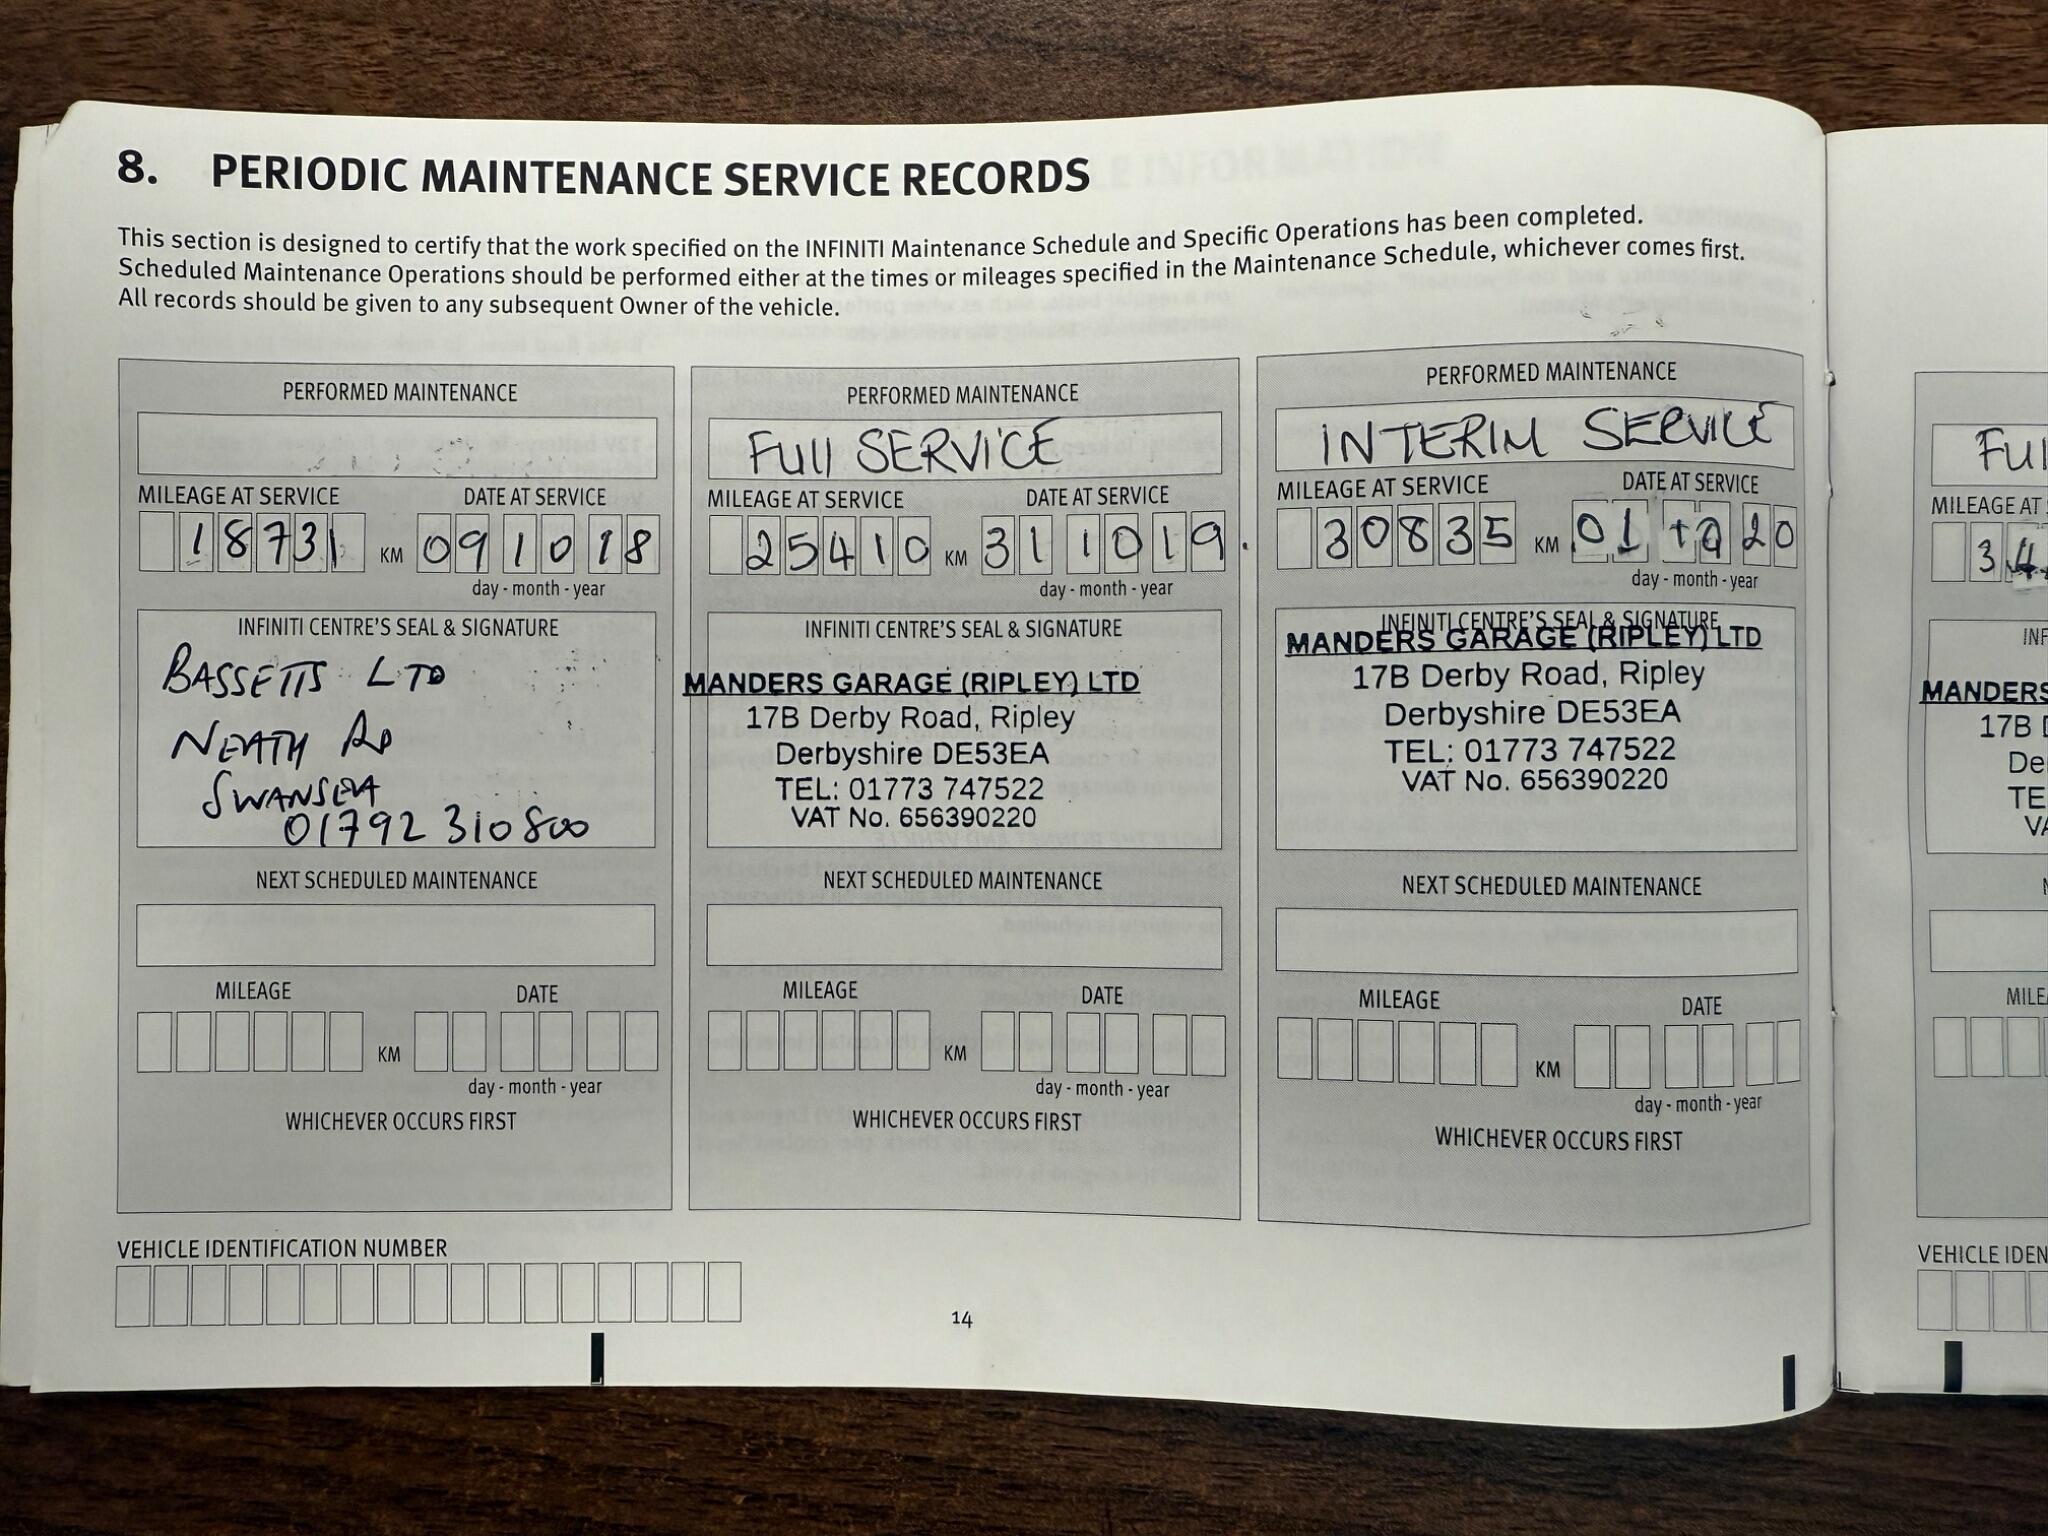 8. PERIODIC MAINTENANCE SERVICE RECORDS
This section is designed to certify that the work specified on the INFINITI Maintenance Schedule and Specific Operations has been completed.
Scheduled Maintenance Operations should be performed either at the times or mileages specified in the Maintenance Schedule, whichever comes first.
All records should be given to any subsequent Owner of the vehicle.
PERFORMED MAINTENANCE
MILEAGE AT SERVICE DATE AT SERVICE
18731 KM 091018
day - month - year
INFINITI CENTRE'S SEAL & SIGNATURE
BASSETTS LTD
NEATH RD
SWANSEA
01792 310800
NEXT SCHEDULED MAINTENANCE
MILEAGE DATE
KM
day - month - year
WHICHEVER OCCURS FIRST
PERFORMED MAINTENANCE
Full SERVICE
MILEAGE AT SERVICE DATE AT SERVICE
25410 KM 311019.
day - month - year
INFINITI CENTRE'S SEAL & SIGNATURE
MANDERS GARAGE (RIPLEY) LTD
17B Derby Road, Ripley
Derbyshire DE53EA
TEL: 01773 747522
VAT No. 656390220
NEXT SCHEDULED MAINTENANCE
MILEAGE DATE
KM
day - month - year
WHICHEVER OCCURS FIRST
PERFORMED MAINTENANCE
INTERIM SERVICE
MILEAGE AT SERVICE DATE AT SERVICE
30835 KM 01 20
day - month - year
INFINITI CENTRE'S SEAL & SIGNATURE
MANDERS GARAGE (RIPLEY) LTD
17B Derby Road, Ripley
Derbyshire DE53EA
TEL: 01773 747522
VAT No. 656390220
NEXT SCHEDULED MAINTENANCE
MILEAGE DATE
KM
day - month - year
WHICHEVER OCCURS FIRST
VEHICLE IDENTIFICATION NUMBER
14
MILEAGE AT
MANDERS
17B
VEHICLE